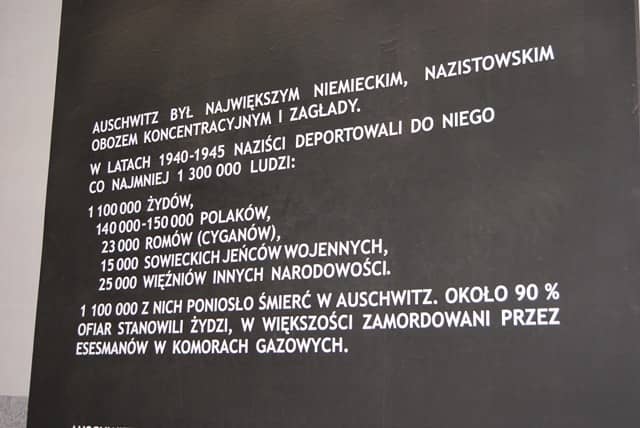 AUSCHWITZ BYŁ NAJWIĘKSZYM NIEMIECKIM, NAZISTOWSKIM
OBOZEM KONCENTRACYJNYM I ZAGŁADY.
W LATACH 1940-1945 NAZIŚCI DEPORTOWALI DO NIEGO
CO NAJMNIEJ 1 300 000 LUDZI:
1 100 000 ŻYDÓW,
140 000-150 000 POLAKÓW,
23 000 ROMÓW (CYGANÓW),
15 000 SOWIECKICH JEŃCÓW WOJENNYCH,
25 000 WIĘŹNIÓW INNYCH NARODOWOŚCI.
1 100 000 Z NICH PONIOSŁO ŚMIERĆ W AUSCHWITZ. OKOŁO 90 %
OFIAR STANOWILI ŻYDZI, W WIĘKSZOŚCI ZAMORDOWANI PRZEZ
ESESMANÓW W KOMORACH GAZOWYCH.